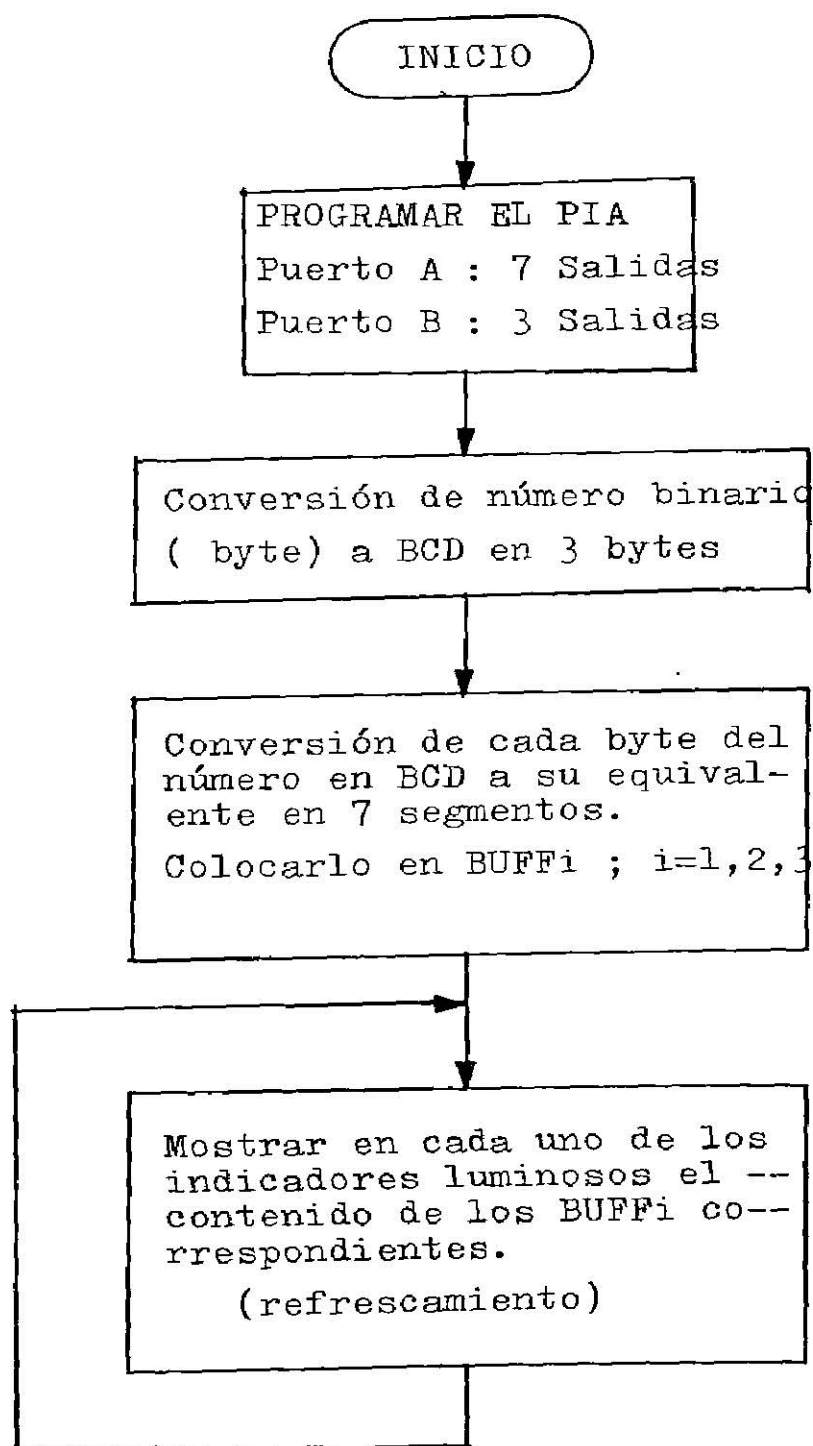 INICIO
PROGRAMAR EL PIA
Puerto A : 7 Salidas
Puerto B : 3 Salidas
Conversión de número binario
( byte) a BCD en 3 bytes
Conversión de cada byte del
número en BCD a su equival-
ente en 7 segmentos.
Colocarlo en BUFFi ; i=1,2,3
Mostrar en cada uno de los
indicadores luminosos el --
contenido de los BUFFi co--
rrespondientes.
(refrescamiento)